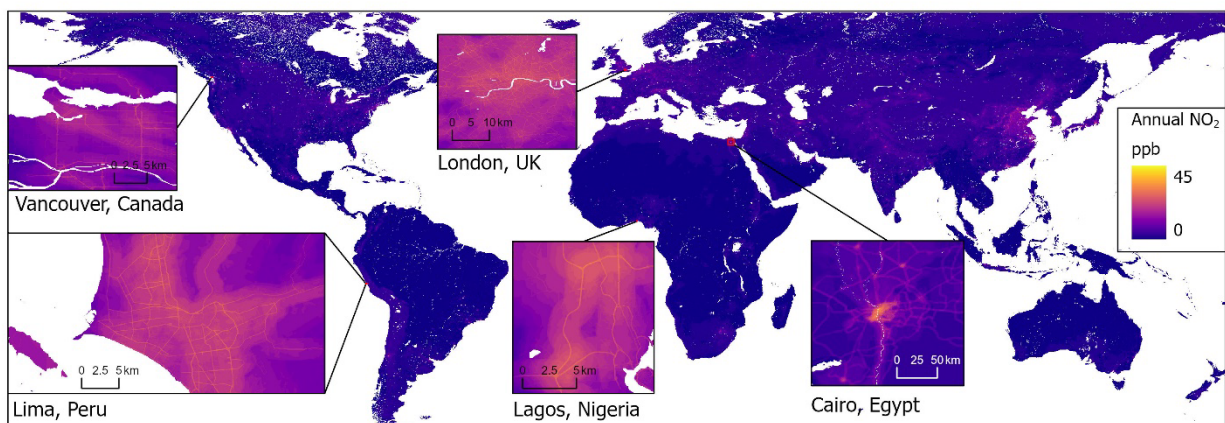 0 2.5 5km
Vancouver, Canada
0 5 10km
London, UK
Annual NO₂
ppb
45
0
0 2.5 5km
Lima, Peru
0 2.5 5km
Lagos, Nigeria
0 25 50km
Cairo, Egypt